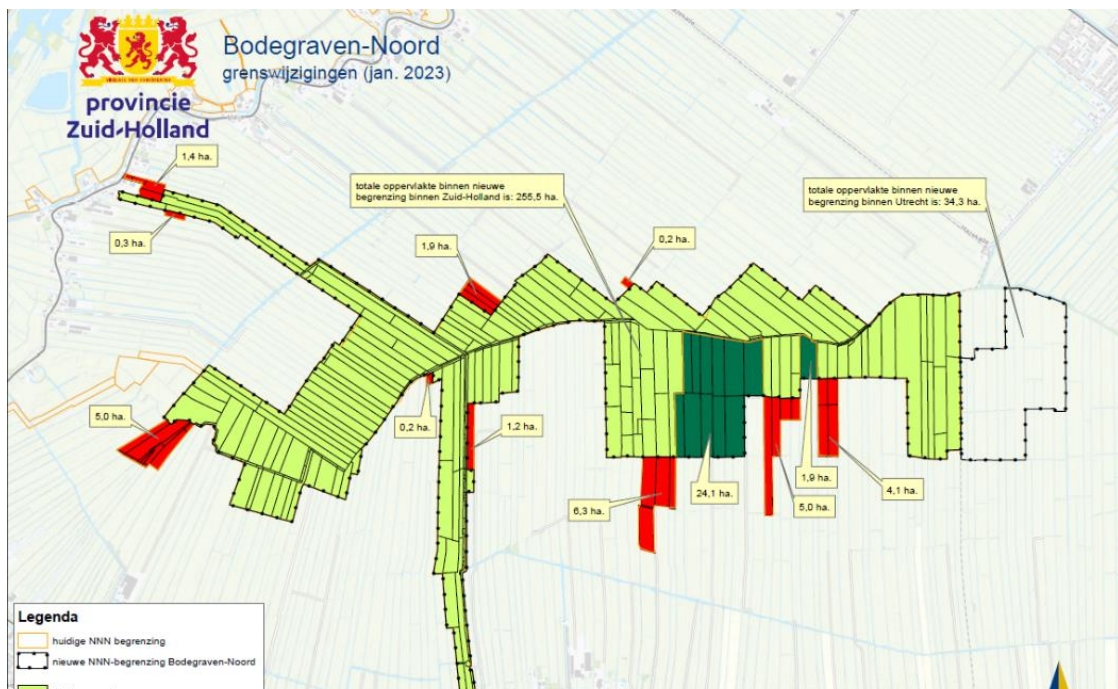 Bodegraven-Noord
grenswijzigingen (jan. 2023)
provincie
Zuid-Holland
1,4 ha.
totale oppervlakte binnen nieuwe
begrenzing binnen Zuid-Holland is: 255,5 ha.
totale oppervlakte binnen nieuwe
begrenzing binnen Utrecht is: 34,3 ha.
0,3 ha.
1,9 ha.
0,2 ha.
5,0 ha.
0,2 ha.
1,2 ha.
6,3 ha.
24,1 ha.
5,0 ha.
1,9 ha.
4,1 ha.
Legenda
huidige NNN begrenzing
nieuwe NNN-begrenzing Bodegraven-Noord